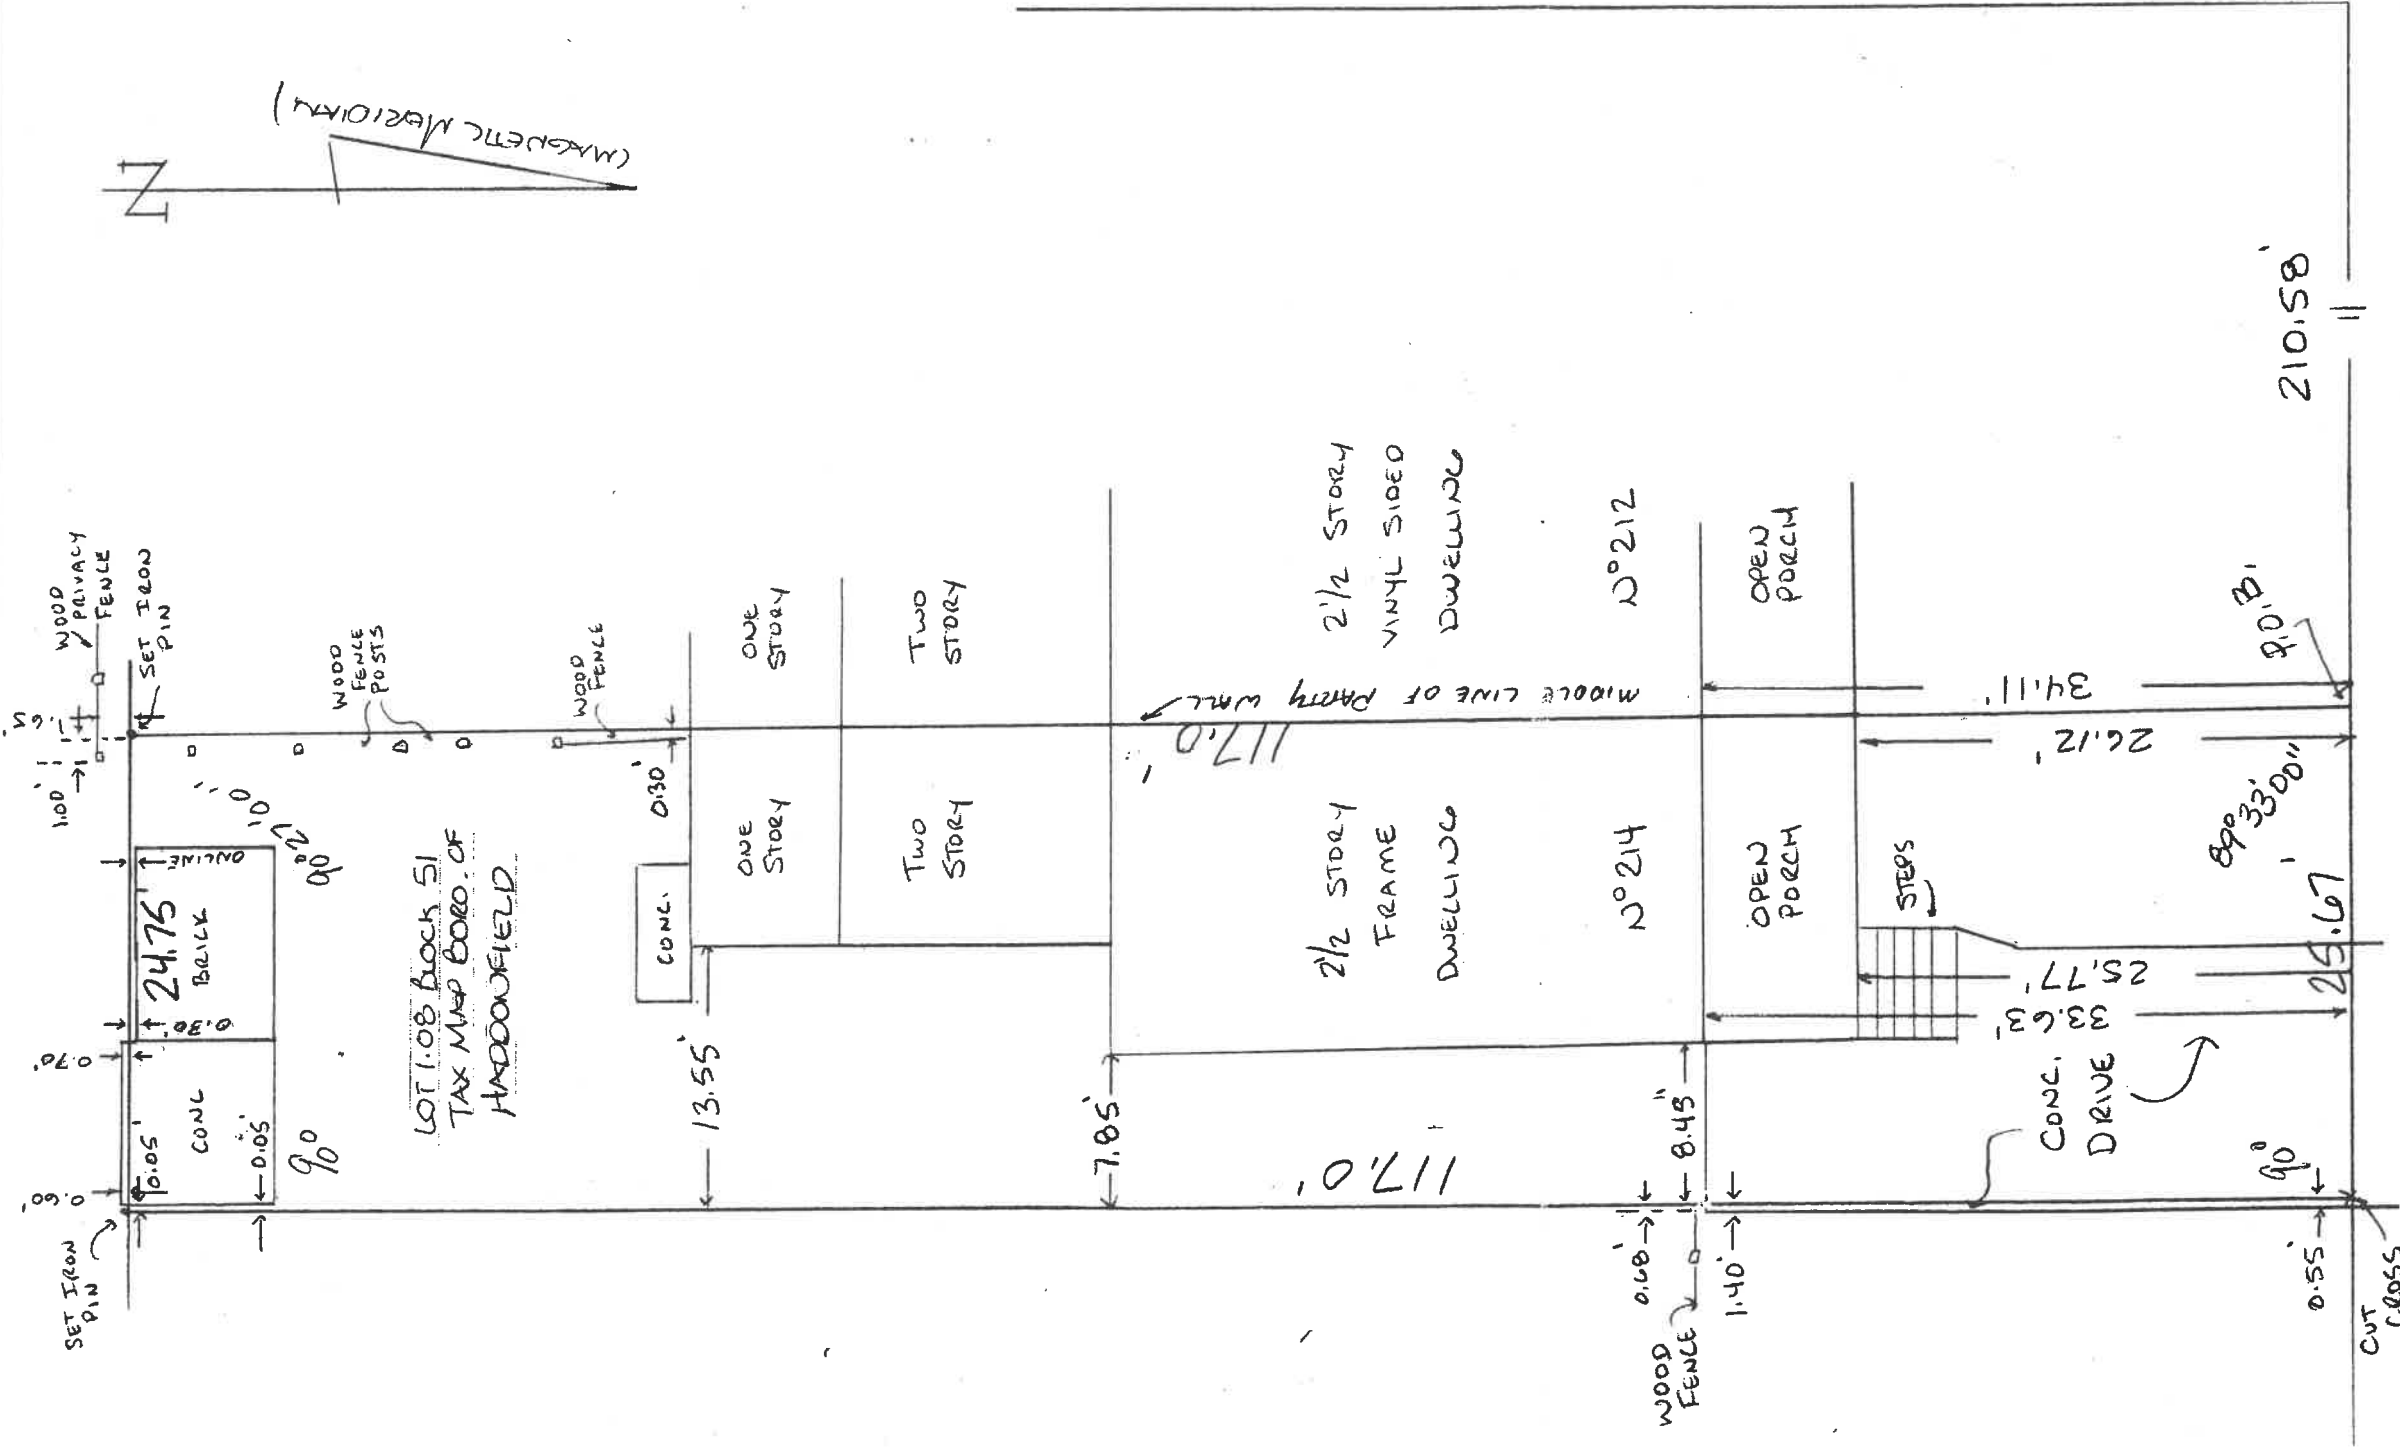 N
(MAGNETIC MERIDIAN)
WOOD
PRIVACY
FENCE
SET IRON
PIN
1.65'
1.00'
WOOD
FENCE
POSTS
WOOD
FENCE
0.30'
SET IRON
PIN
0.60'
0.70'
0.05'
CONC
0.05'
0.30'
24.75'
BRICK
ONLINE
90°
90°27'00"
LOT 1.08 BLOCK 51
TAX MAP BORO. OF
HADDONFIELD
CONC.
13.55'
ONE
STORY
ONE
STORY
TWO
STORY
TWO
STORY
7.85'
117.0'
117.0'
MIDDLE LINE OF PARTY WALL
2 1/2 STORY
FRAME
DWELLING
N° 214
2 1/2 STORY
VINYL SIDED
DWELLING
N° 212
OPEN
PORCH
OPEN
PORCH
8.43"
0.68'
1.40'
WOOD
FENCE
STEPS
34.11'
26.12'
25.77'
33.63'
CONC.
DRIVE
90°
89°33'00"
25.67'
P.O.B.
210.58'
0.55'
CUT
CROSS